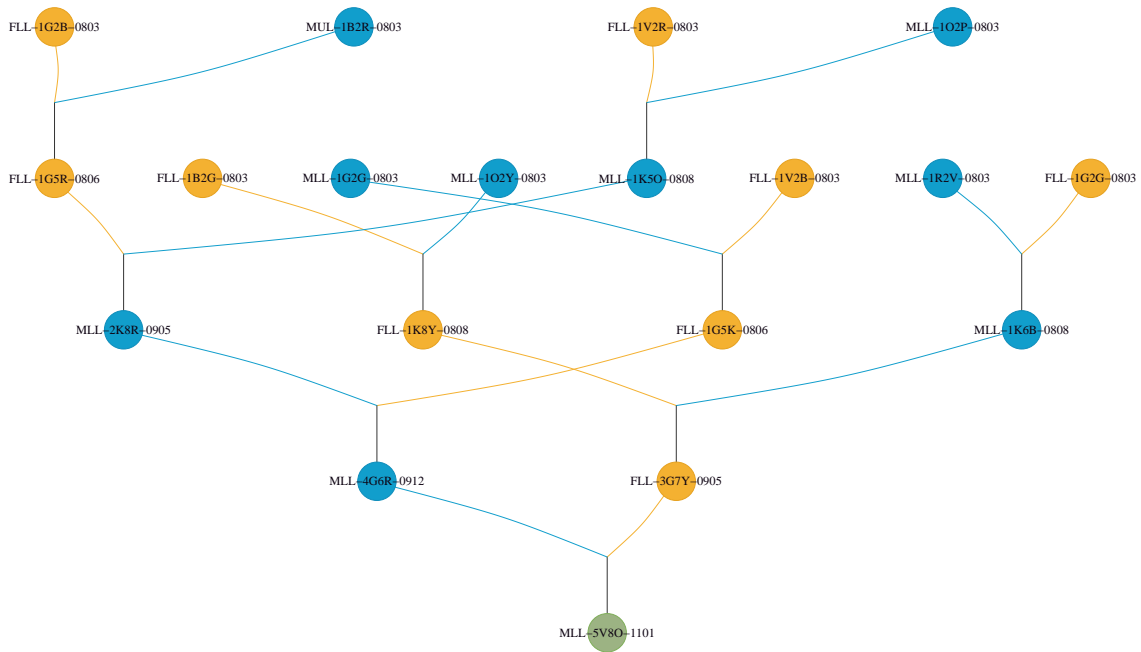 FLL-1G2B-0803
MUL-1B2R-0803
FLL-1V2R-0803
MLL-1O2P-0803
FLL-1G5R-0806
FLL-1B2G-0803
MLL-1G2G-0803
MLL-1O2Y-0803
MLL-1K5O-0808
FLL-1V2B-0803
MLL-1R2V-0803
FLL-1G2G-0803
MLL-2K8R-0905
FLL-1K8Y-0808
FLL-1G5K-0806
MLL-1K6B-0808
MLL-4G6R-0912
FLL-3G7Y-0905
MLL-5V8O-1101